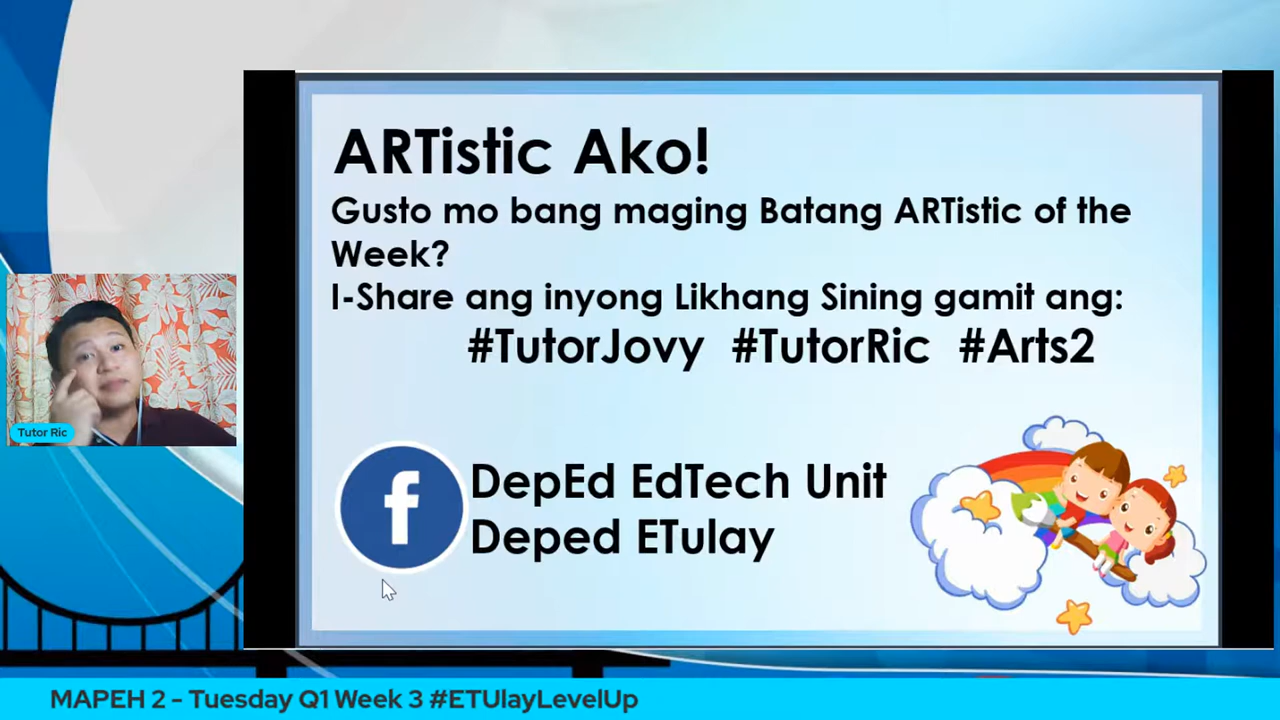 ARTistic Ako!
Gusto mo bang maging Batang ARTistic of the
Week?
I-Share ang inyong Likhang Sining gamit ang:
#TutorJovy #TutorRic #Arts2
f
DepEd EdTech Unit
Deped ETulay
Tutor Ric
MAPEH 2 - Tuesday Q1 Week 3 #ETUlayLevelUp